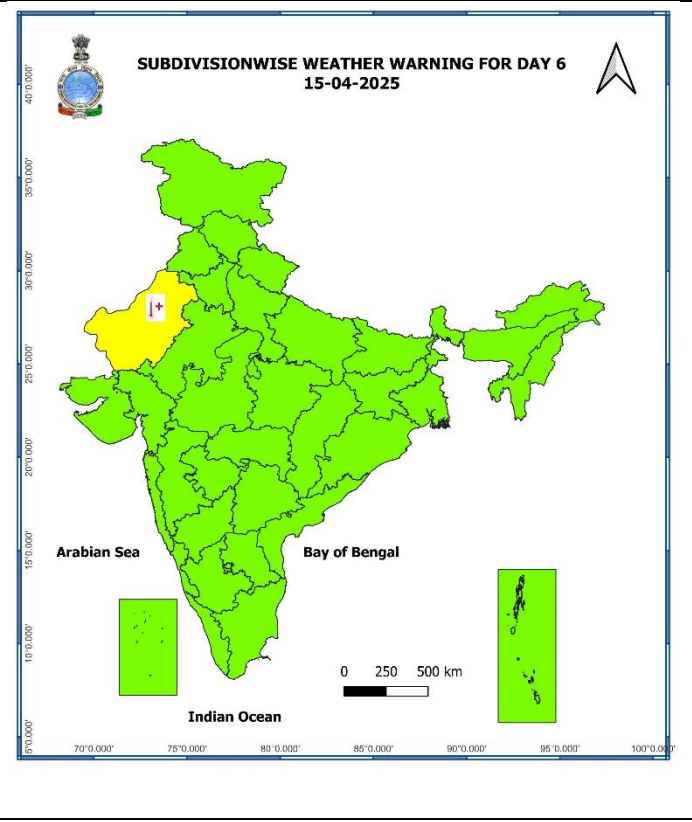 SUBDIVISIONWISE WEATHER WARNING FOR DAY 6
15-04-2025
40°0.000'
35°0.000'
30°0.000'
25°0.000'
20°0.000'
15°0.000'
10°0.000'
5°0.000'
Arabian Sea
Bay of Bengal
0 250 500 km
Indian Ocean
70°0.000' 75°0.000' 80°0.000' 85°0.000' 90°0.000' 95°0.000' 100°0.000'